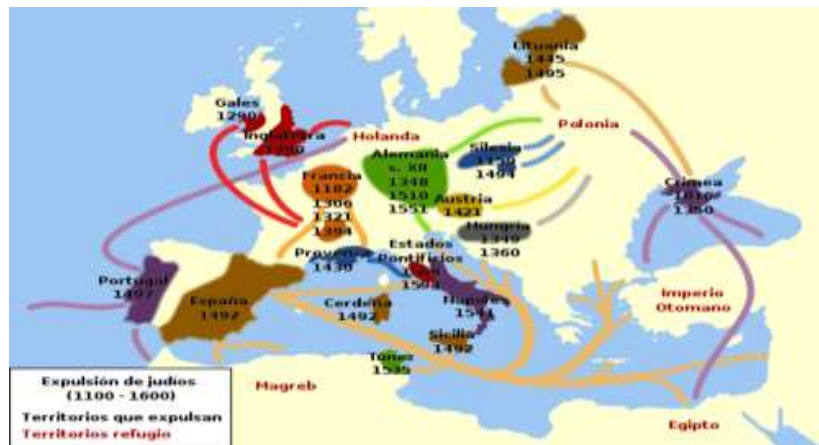 Lituania
1445
1495
Gales
1290
Inglaterra
1290
Holanda
Polonia
Alemania
s. XII
1348
1510
1551
Silesia
1494
Francia
1182
1306
1321
1394
Austria
1421
Crimea
1350
Hungría
1349
1360
Provenza
1430
Estados
Pontificios
1593
Portugal
1497
España
1492
Cerdeña
1492
Nápoles
1541
Imperio
Otomano
Sicilia
1492
Túnez
1535
Magreb
Egipto
Expulsión de judíos
(1100 - 1600)
Territorios que expulsan
Territorios refugio